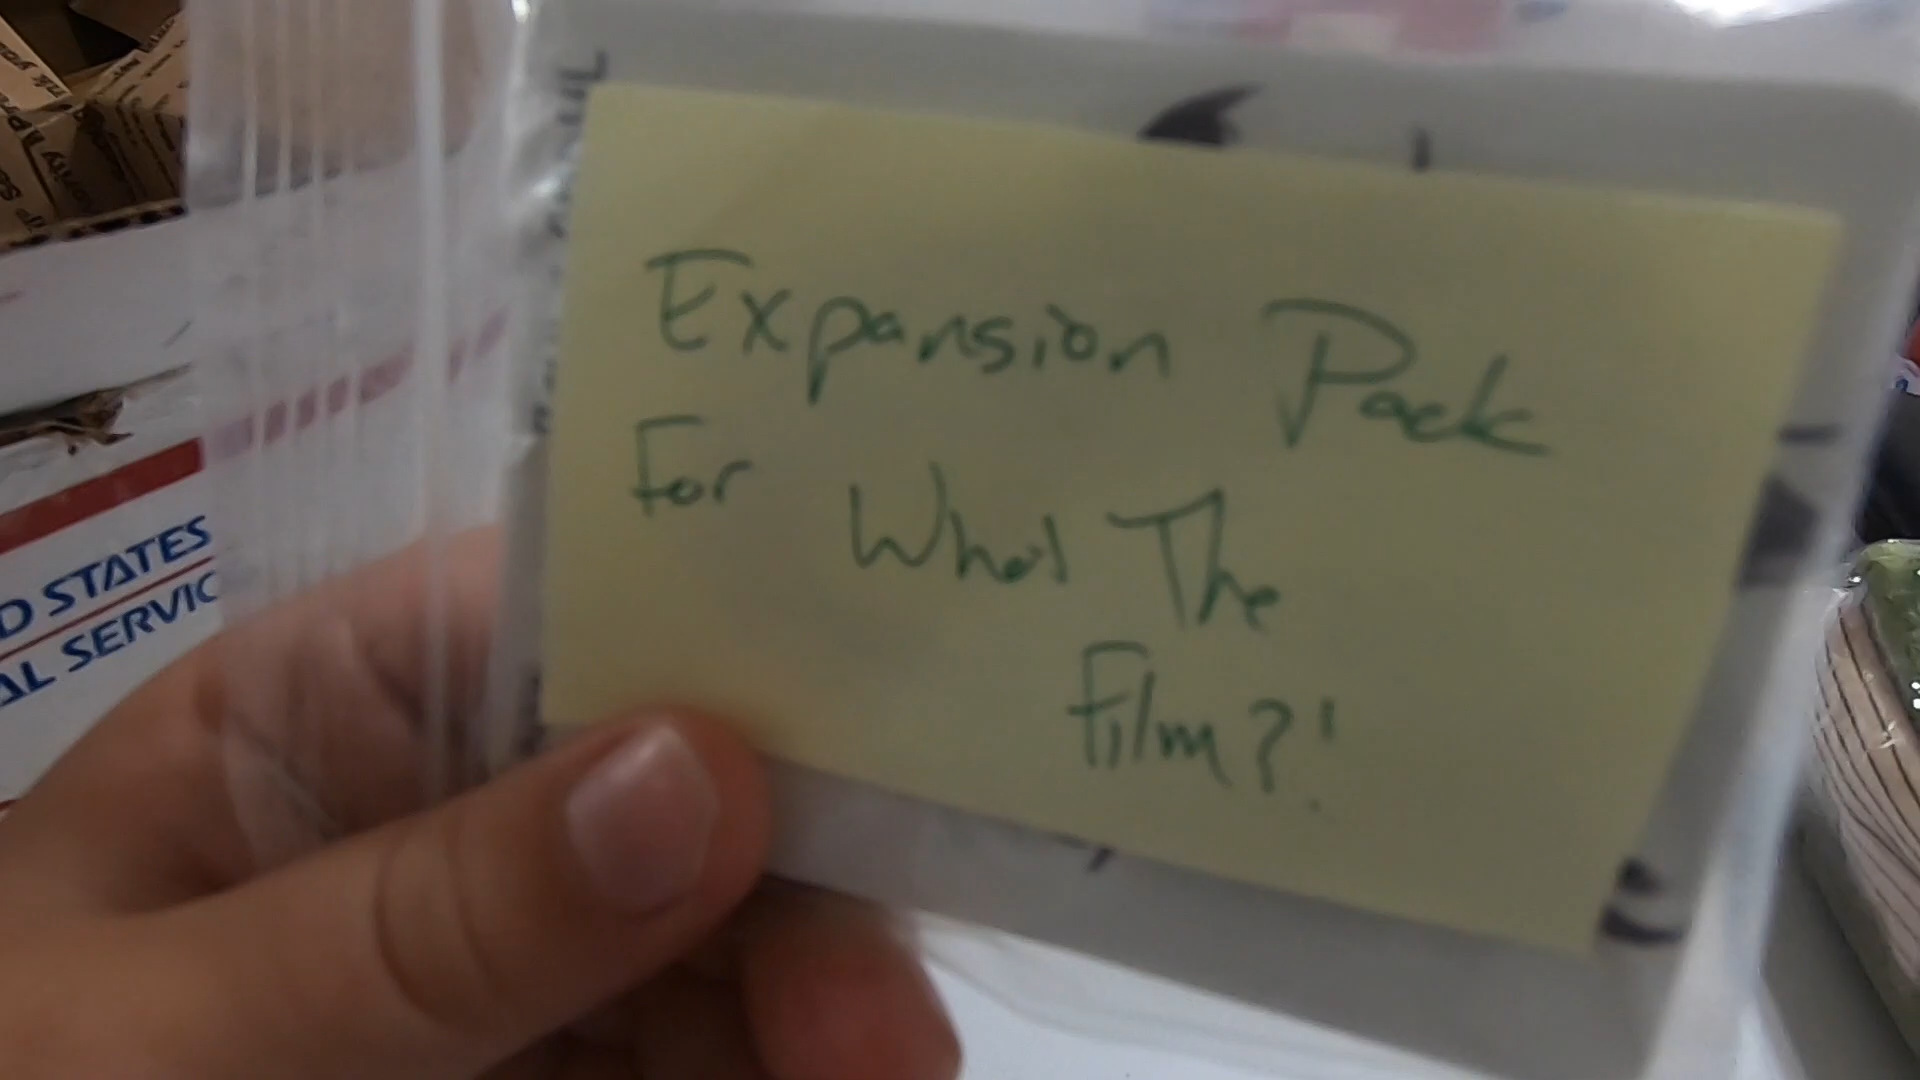 Expansion Pack
For What The
Film?!
D STATES
AL SERVIC